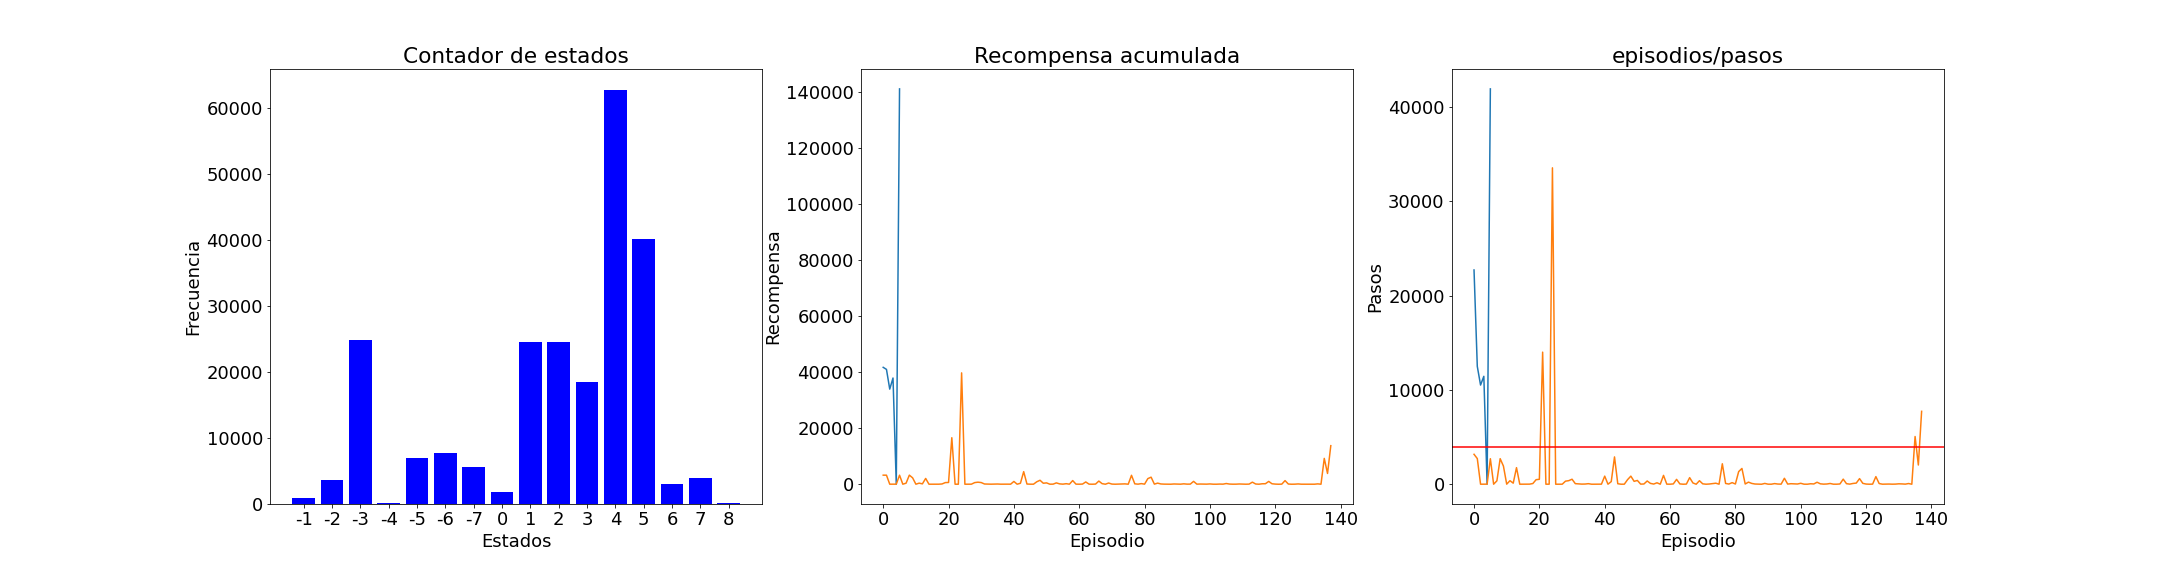 Contador de estados
Frecuencia
60000
50000
40000
30000
20000
10000
0
-1 -2 -3 -4 -5 -6 -7 0 1 2 3 4 5 6 7 8
Estados
Recompensa acumulada
Recompensa
140000
120000
100000
80000
60000
40000
20000
0
0 20 40 60 80 100 120 140
Episodio
episodios/pasos
Pasos
40000
30000
20000
10000
0
0 20 40 60 80 100 120 140
Episodio